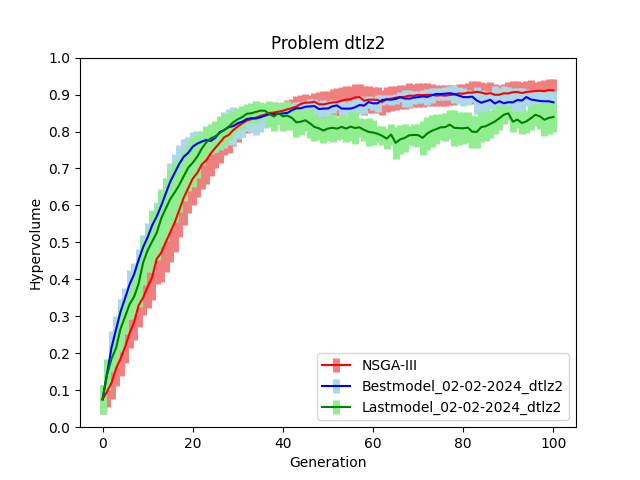 Problem dtlz2
Hypervolume
1.0
0.9
0.8
0.7
0.6
0.5
0.4
0.3
0.2
0.1
0.0
NSGA-III
Bestmodel_02-02-2024_dtlz2
Lastmodel_02-02-2024_dtlz2
0 20 40 60 80 100
Generation